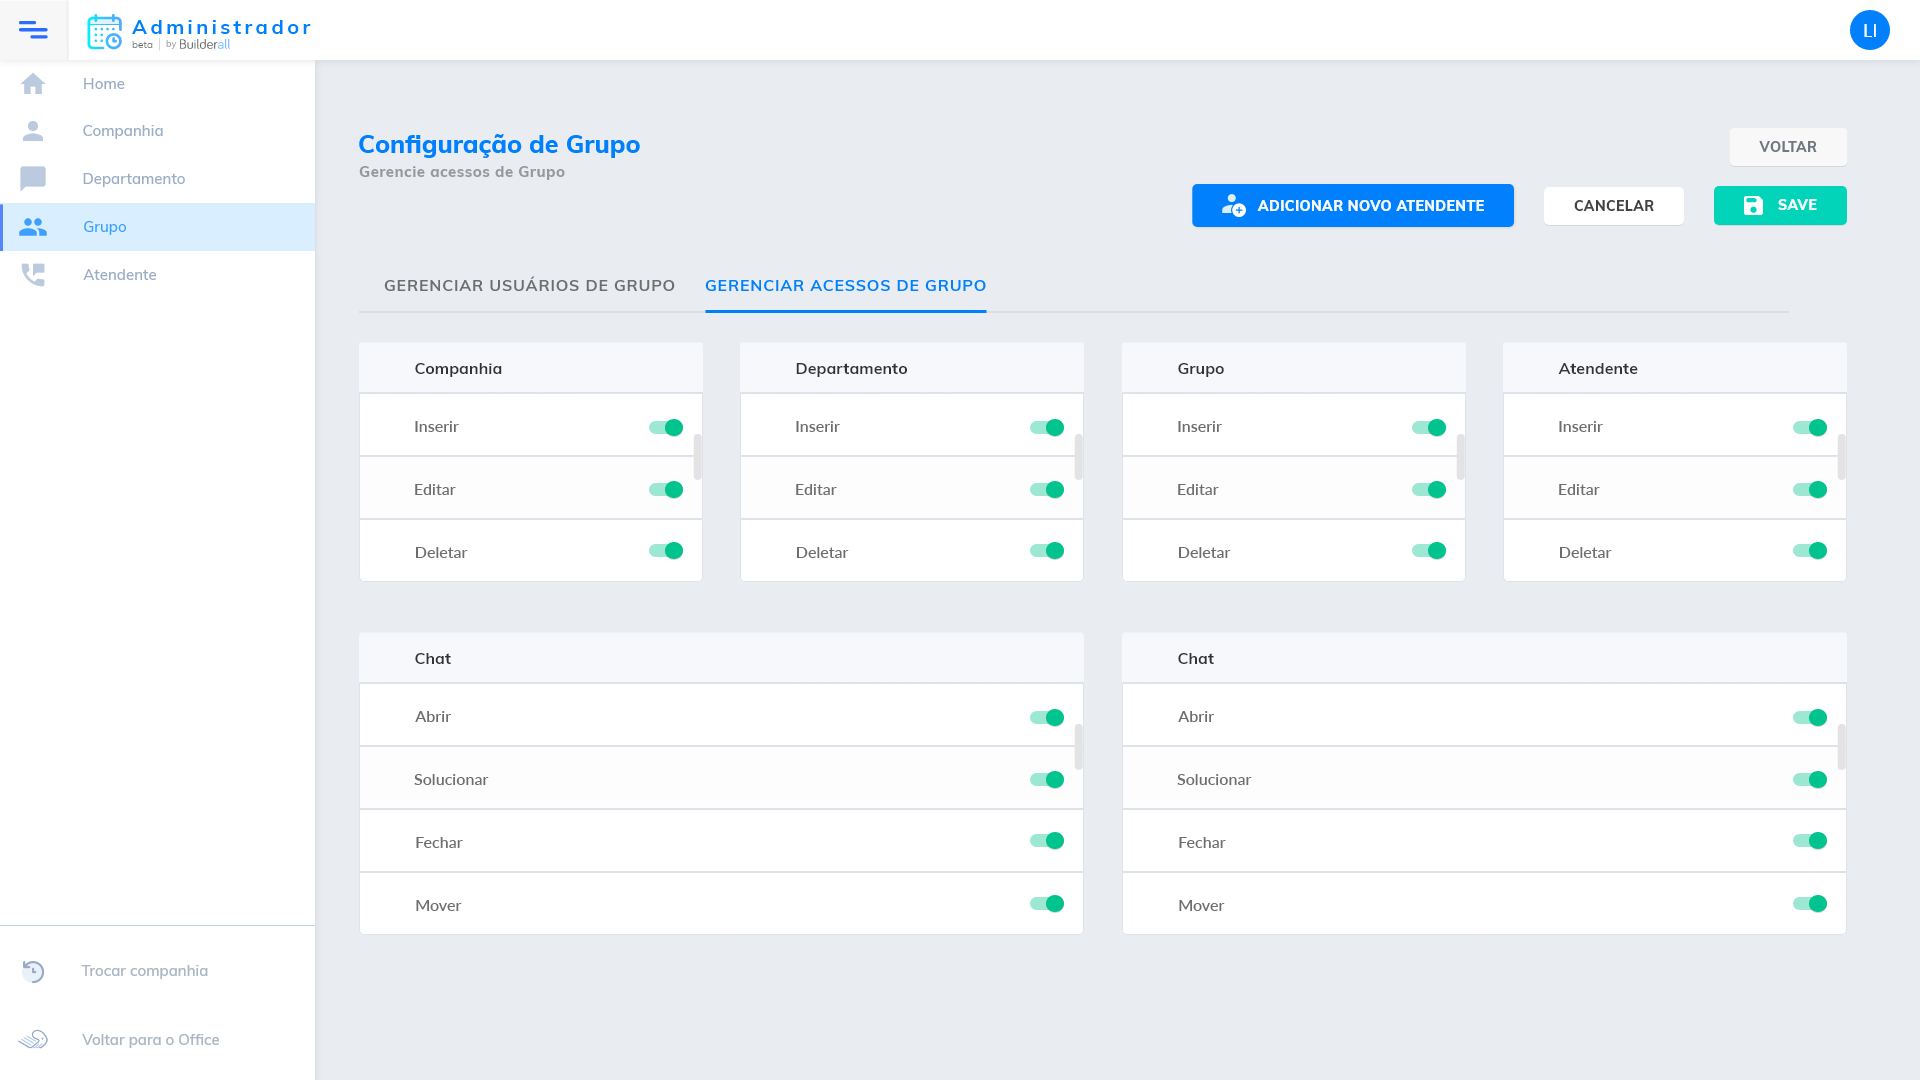 Administrador
beta | by Builderall
LI
Home
Companhia
Departamento
Grupo
Atendente
Trocar companhia
Voltar para o Office
Configuração de Grupo
Gerencie acessos de Grupo
VOLTAR
ADICIONAR NOVO ATENDENTE
CANCELAR
SAVE
GERENCIAR USUÁRIOS DE GRUPO
GERENCIAR ACESSOS DE GRUPO
Companhia
Inserir
Editar
Deletar
Departamento
Inserir
Editar
Deletar
Grupo
Inserir
Editar
Deletar
Atendente
Inserir
Editar
Deletar
Chat
Abrir
Solucionar
Fechar
Mover
Chat
Abrir
Solucionar
Fechar
Mover